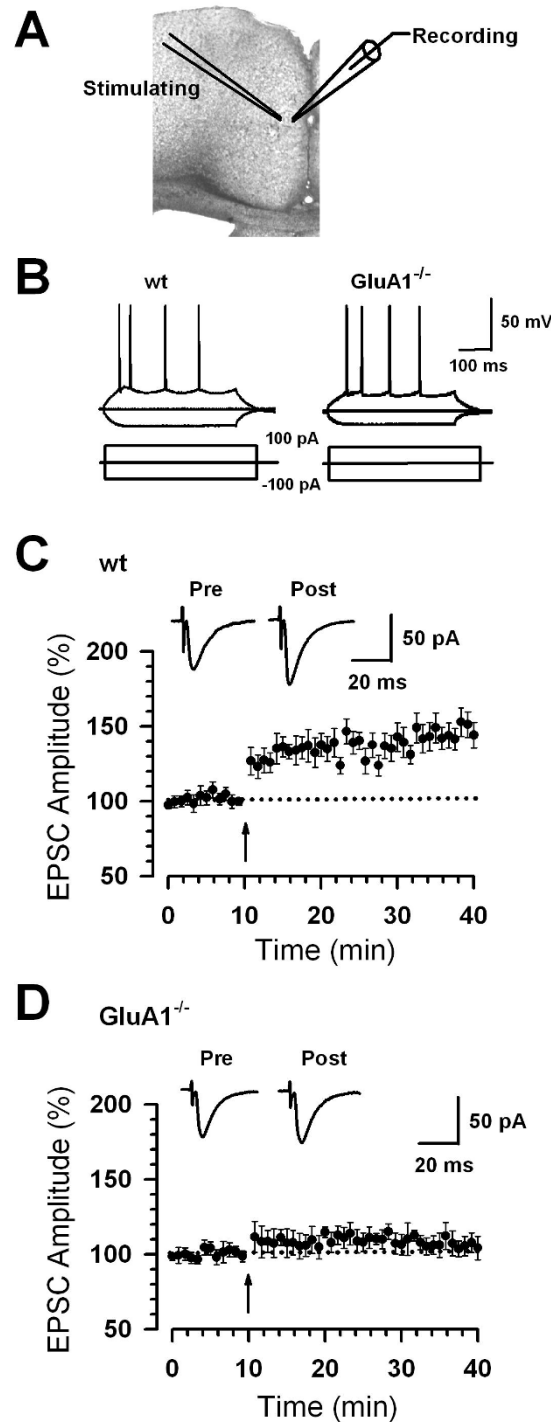 A
Recording
Stimulating
B
wt
GluA1-/-
50 mV
100 ms
100 pA
-100 pA
C
wt
Pre
Post
50 pA
20 ms
200
150
100
50
EPSC Amplitude (%)
0
10
20
30
40
Time (min)
D
GluA1-/-
Pre
Post
50 pA
20 ms
200
150
100
50
EPSC Amplitude (%)
0
10
20
30
40
Time (min)